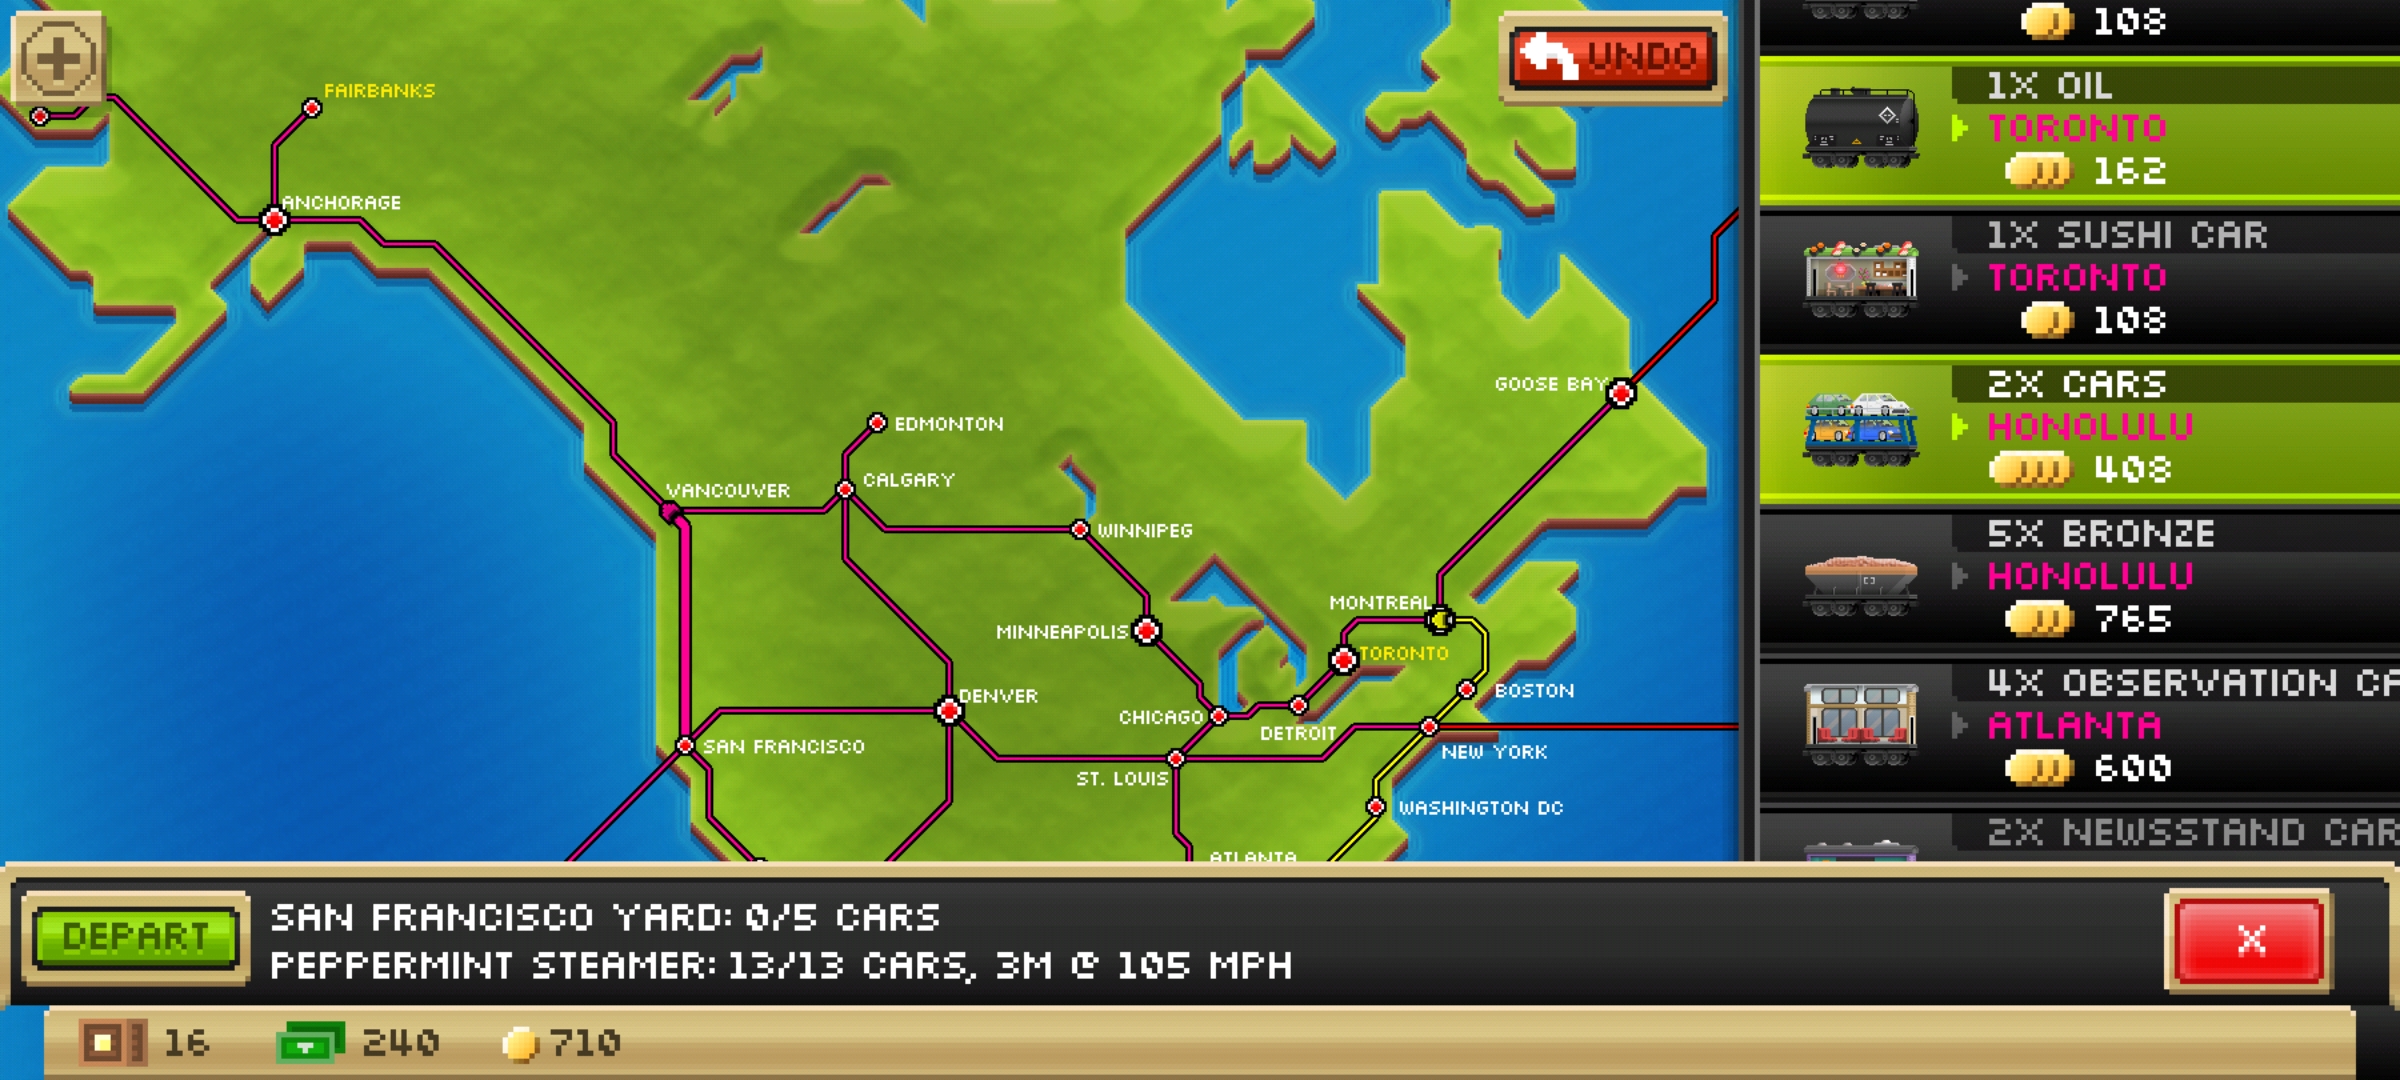 FAIRBANKS
ANCHORAGE
EDMONTON
CALGARY
VANCOUVER
WINNIPEG
GOOSE BAY
MINNEAPOLIS
MONTREAL
TORONTO
DENVER
BOSTON
CHICAGO
DETROIT
SAN FRANCISCO
NEW YORK
ST. LOUIS
WASHINGTON DC
ATLANTA
UNDO
108
1X OIL
TORONTO
162
1X SUSHI CAR
TORONTO
108
2X CARS
HONOLULU
408
5X BRONZE
HONOLULU
765
4X OBSERVATION CA
ATLANTA
600
2X NEWSSTAND CAR
DEPART
SAN FRANCISCO YARD: 0/5 CARS
PEPPERMINT STEAMER: 13/13 CARS, 3M @ 105 MPH
X
16
240
710